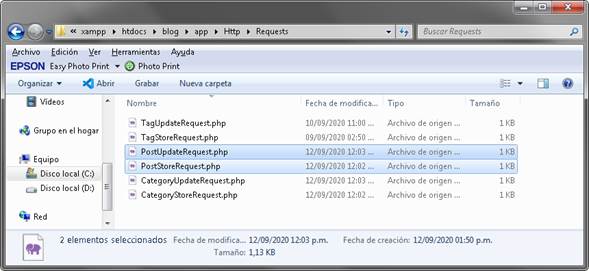 « xampp ▸ htdocs ▸ blog ▸ app ▸ Http ▸ Requests
Buscar Requests
Archivo Edición Ver Herramientas Ayuda
EPSON Easy Photo Print Photo Print
Organizar Abrir Grabar Nueva carpeta
Nombre Fecha de modifica... Tipo Tamaño
Vídeos
Grupo en el hogar
Equipo
Disco local (C:)
Disco local (D:)
Red
TagUpdateRequest.php 10/09/2020 11:00 ... Archivo de origen ... 1 KB
TagStoreRequest.php 09/09/2020 02:50 ... Archivo de origen ... 1 KB
PostUpdateRequest.php 12/09/2020 12:03 ... Archivo de origen ... 1 KB
PostStoreRequest.php 12/09/2020 12:02 ... Archivo de origen ... 1 KB
CategoryUpdateRequest.php 12/09/2020 12:03 ... Archivo de origen ... 1 KB
CategoryStoreRequest.php 12/09/2020 12:02 ... Archivo de origen ... 1 KB
2 elementos seleccionados Fecha de modifica... 12/09/2020 12:03 p.m. Fecha de creación: 12/09/2020 01:50 p.m.
Tamaño: 1,13 KB